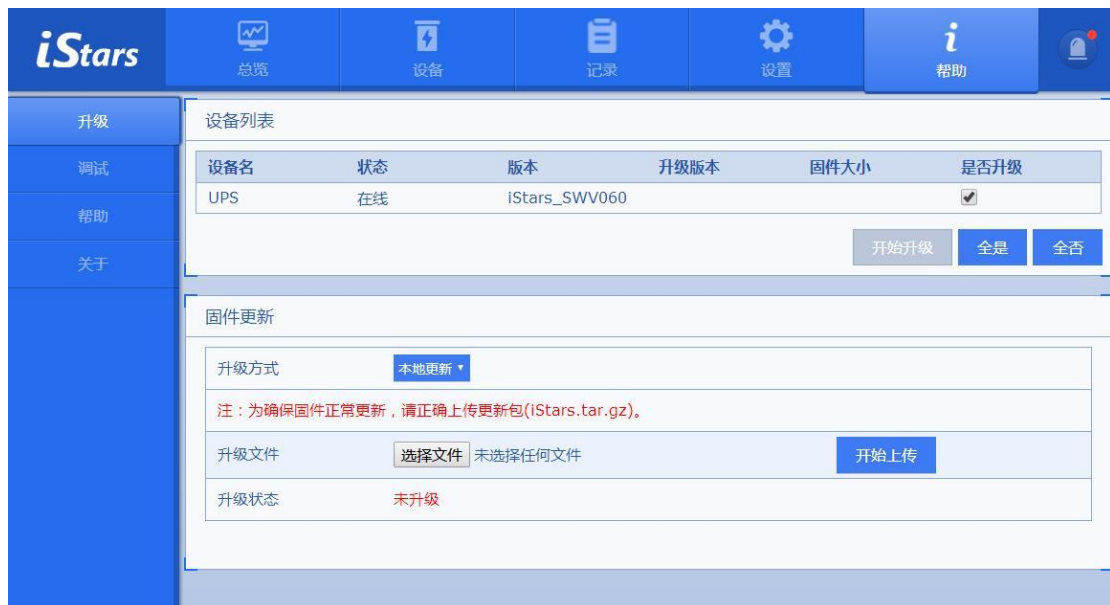 iStars
总览
设备
记录
设置
帮助
升级
调试
帮助
关于
设备列表
设备名 状态 版本 升级版本 固件大小 是否升级
UPS 在线 iStars_SWV060
开始升级 全是 全否
固件更新
升级方式 本地更新
注：为确保固件正常更新，请正确上传更新包(iStars.tar.gz)。
升级文件 选择文件 未选择任何文件 开始上传
升级状态 未升级